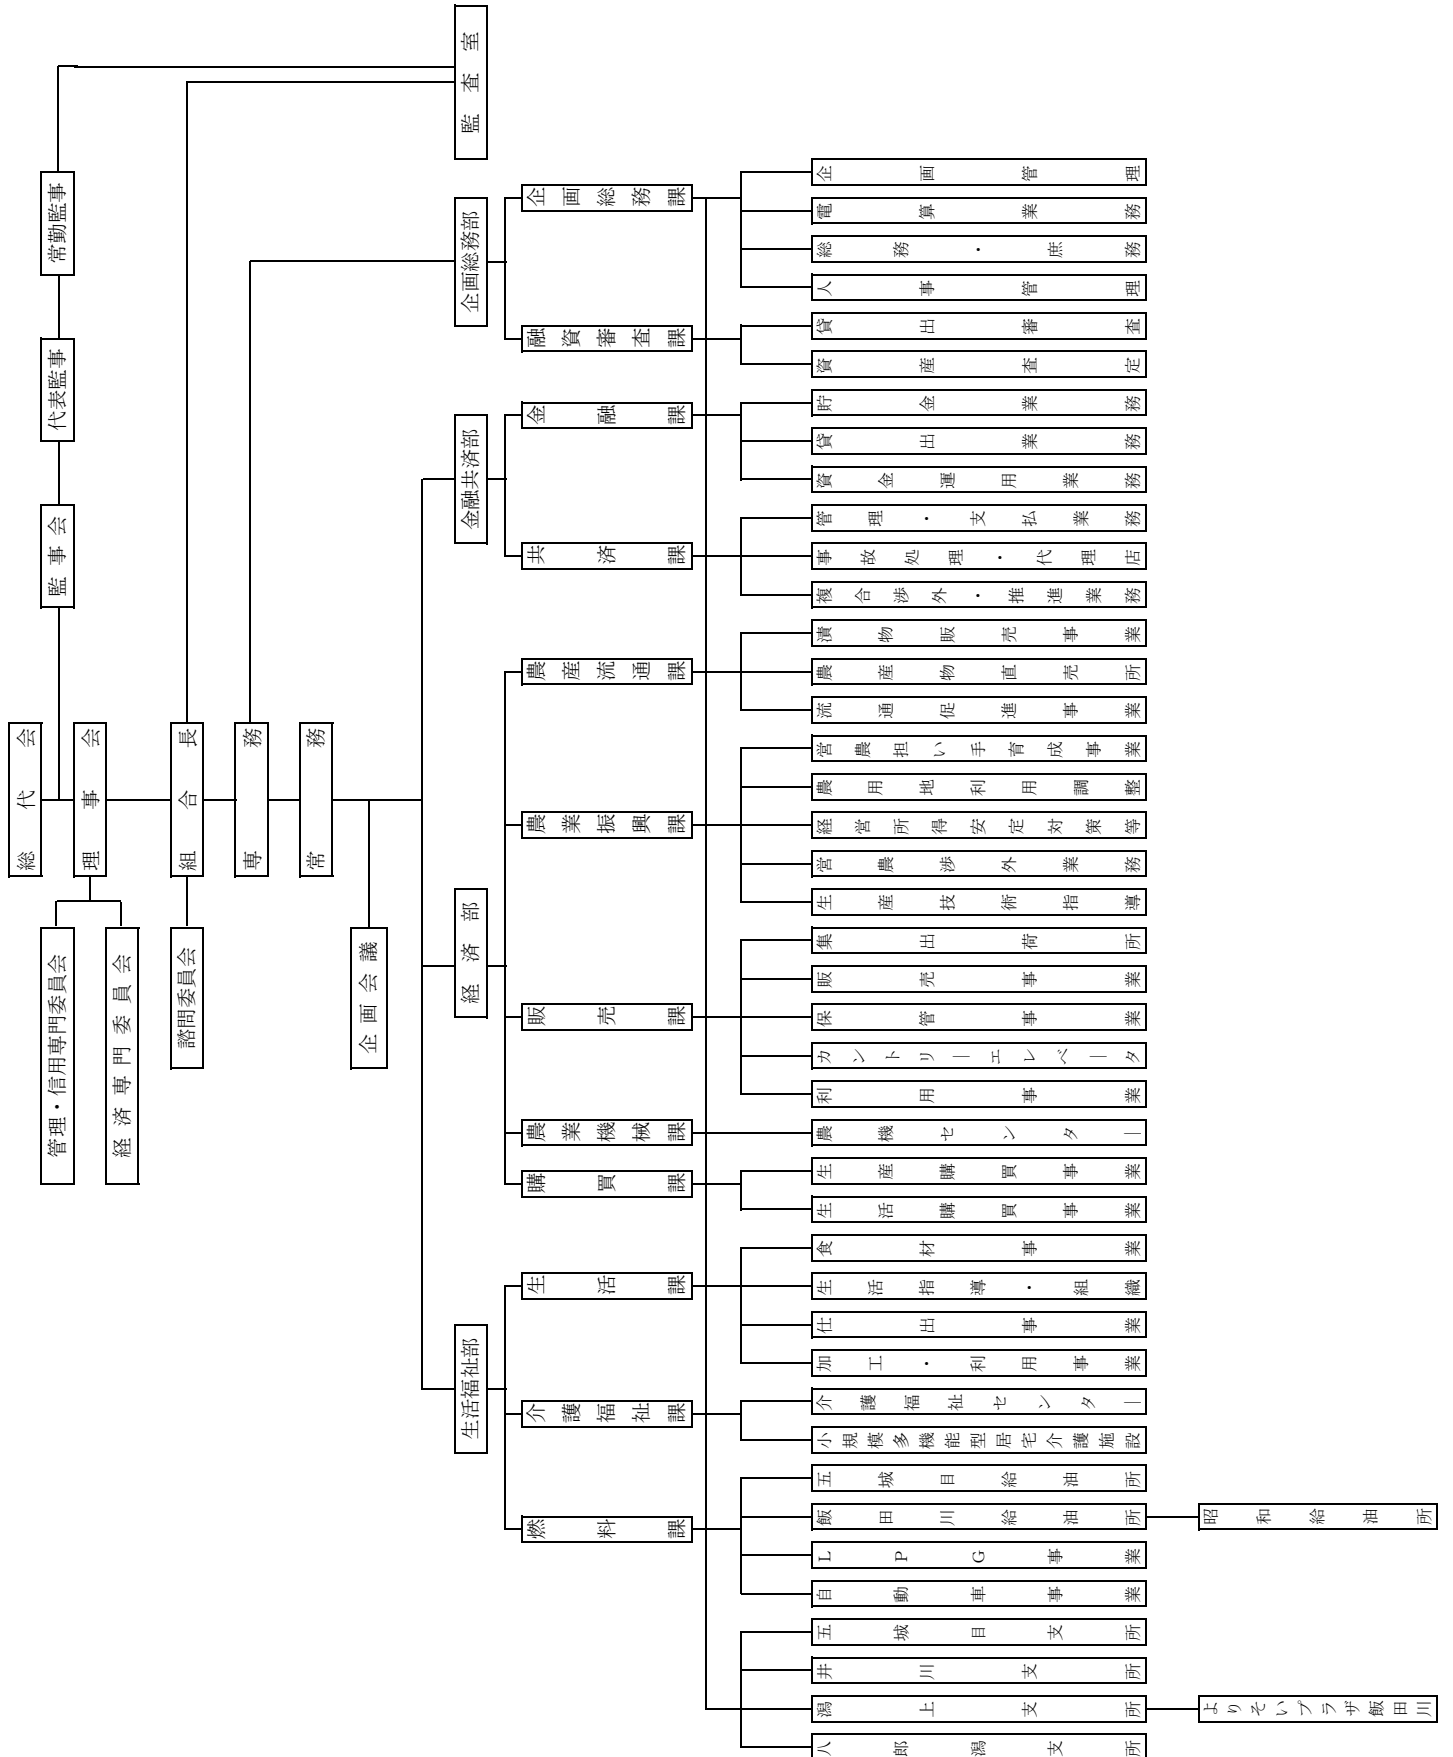 総代会
理事会
監事会
代表監事
常勤監事
監査室
管理・信用専門委員会
経済専門委員会
組合長
諮問委員会
専務
常務
企画会議
企画総務部
金融共済部
経済部
生活福祉部
企画総務課
融資審査課
金融課
共済課
農産流通課
農業振興課
販売課
農業機械課
購買課
生活課
介護福祉課
燃料課
企画管理
電算業務
総務・庶務
人事管理
貸出審査
資産査定
貯金業務
貸出業務
資金運用業務
管理・支払業務
事故処理・代理店
複合渉外・推進業務
漬物販売事業
農産物直売所
流通促進事業
営農担い手育成事業
農用地利用調整
経営所得安定対策等
営農渉外業務
生産技術指導
集出荷所
販売事業
保管事業
カントリーエレベータ
利用事業
農機センター
生産購買事業
生活購買事業
食材事業
生活指導・組織
仕出事業
加工・利用事業
介護福祉センター
小規模多機能型居宅介護施設
五城目給油所
飯田川給油所
昭和給油所
LPG事業
自動車事業
五城目支所
井川支所
潟上支所
よりそいプラザ飯田川
八郎潟支所